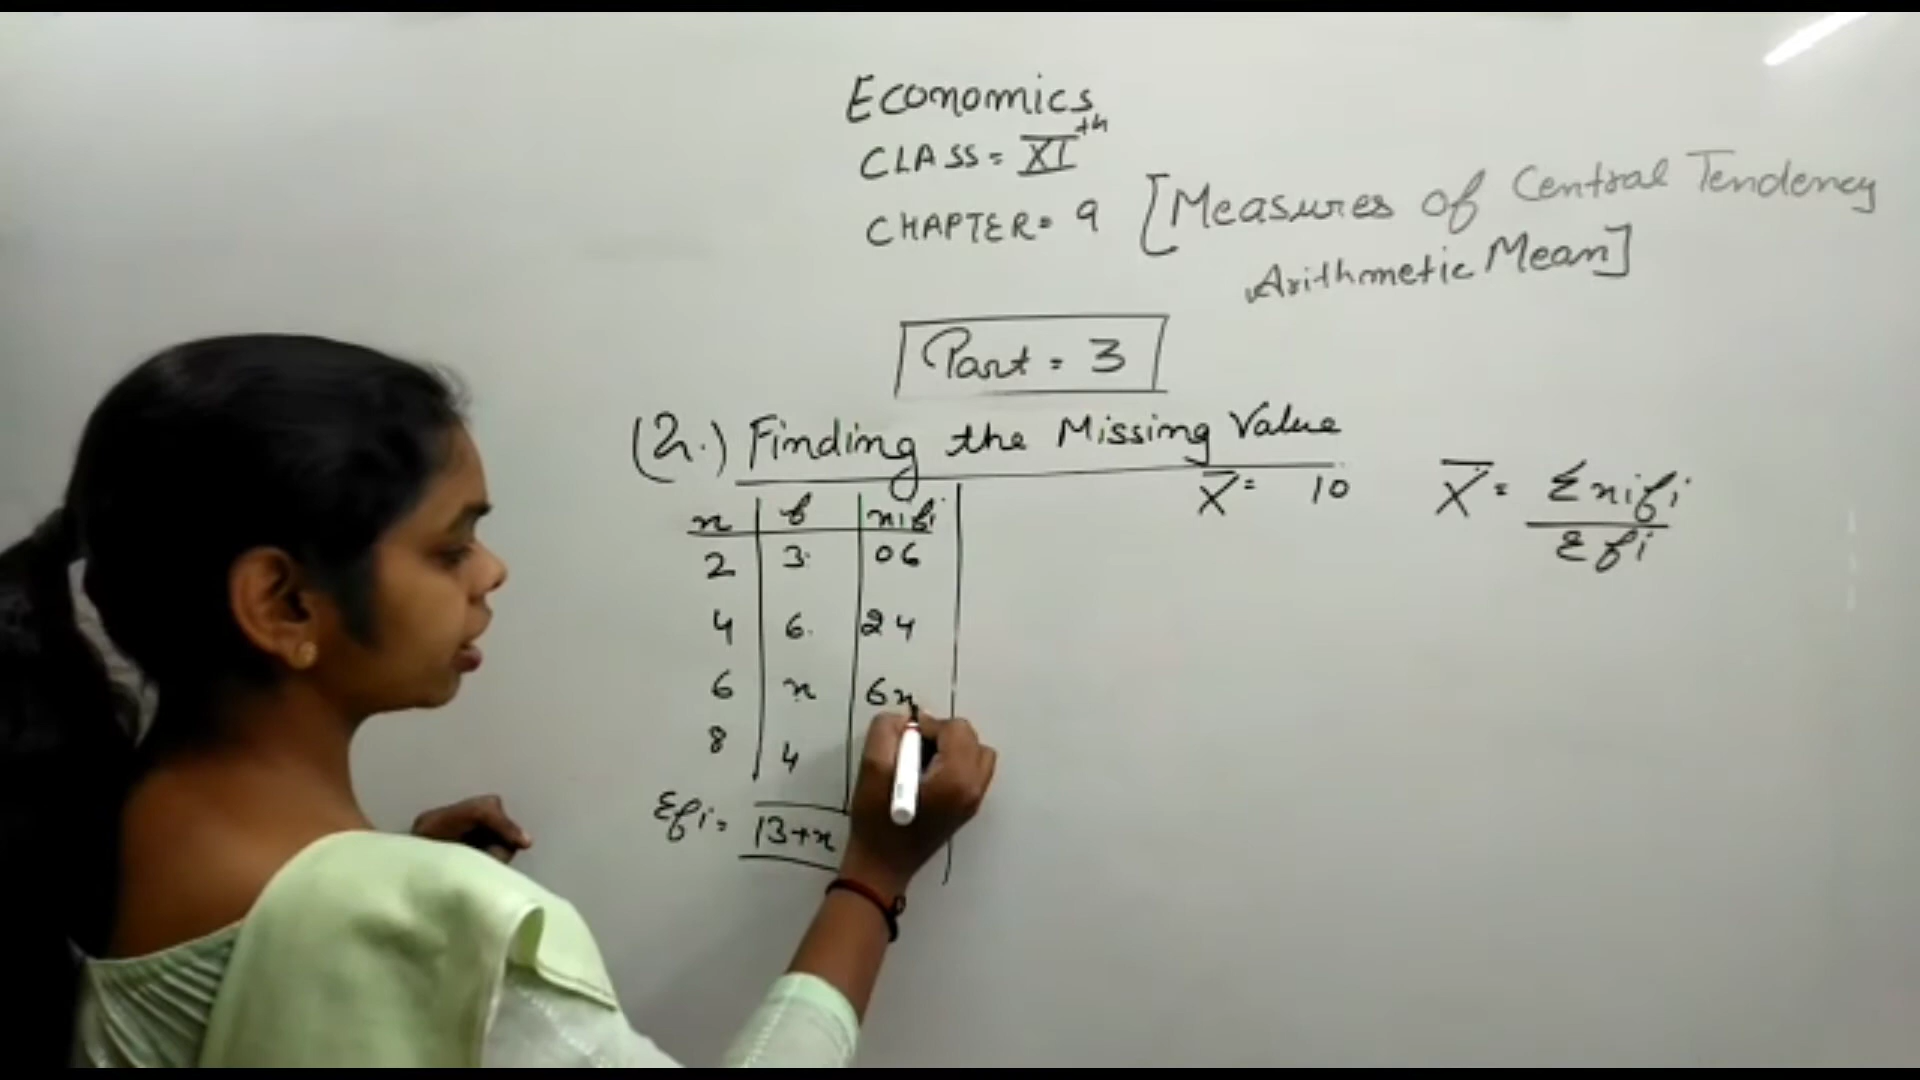 Economics
CLASS = XIth
CHAPTER = 9 [Measures of Central Tendency
Arithmetic Mean]
Part = 3
(2.) Finding the Missing Value
X̅ = 10
X̅ = Σxifi / Σfi
x f xifi
2 3 06
4 6 24
6 x 6x
8 4
Σfi = 13+x